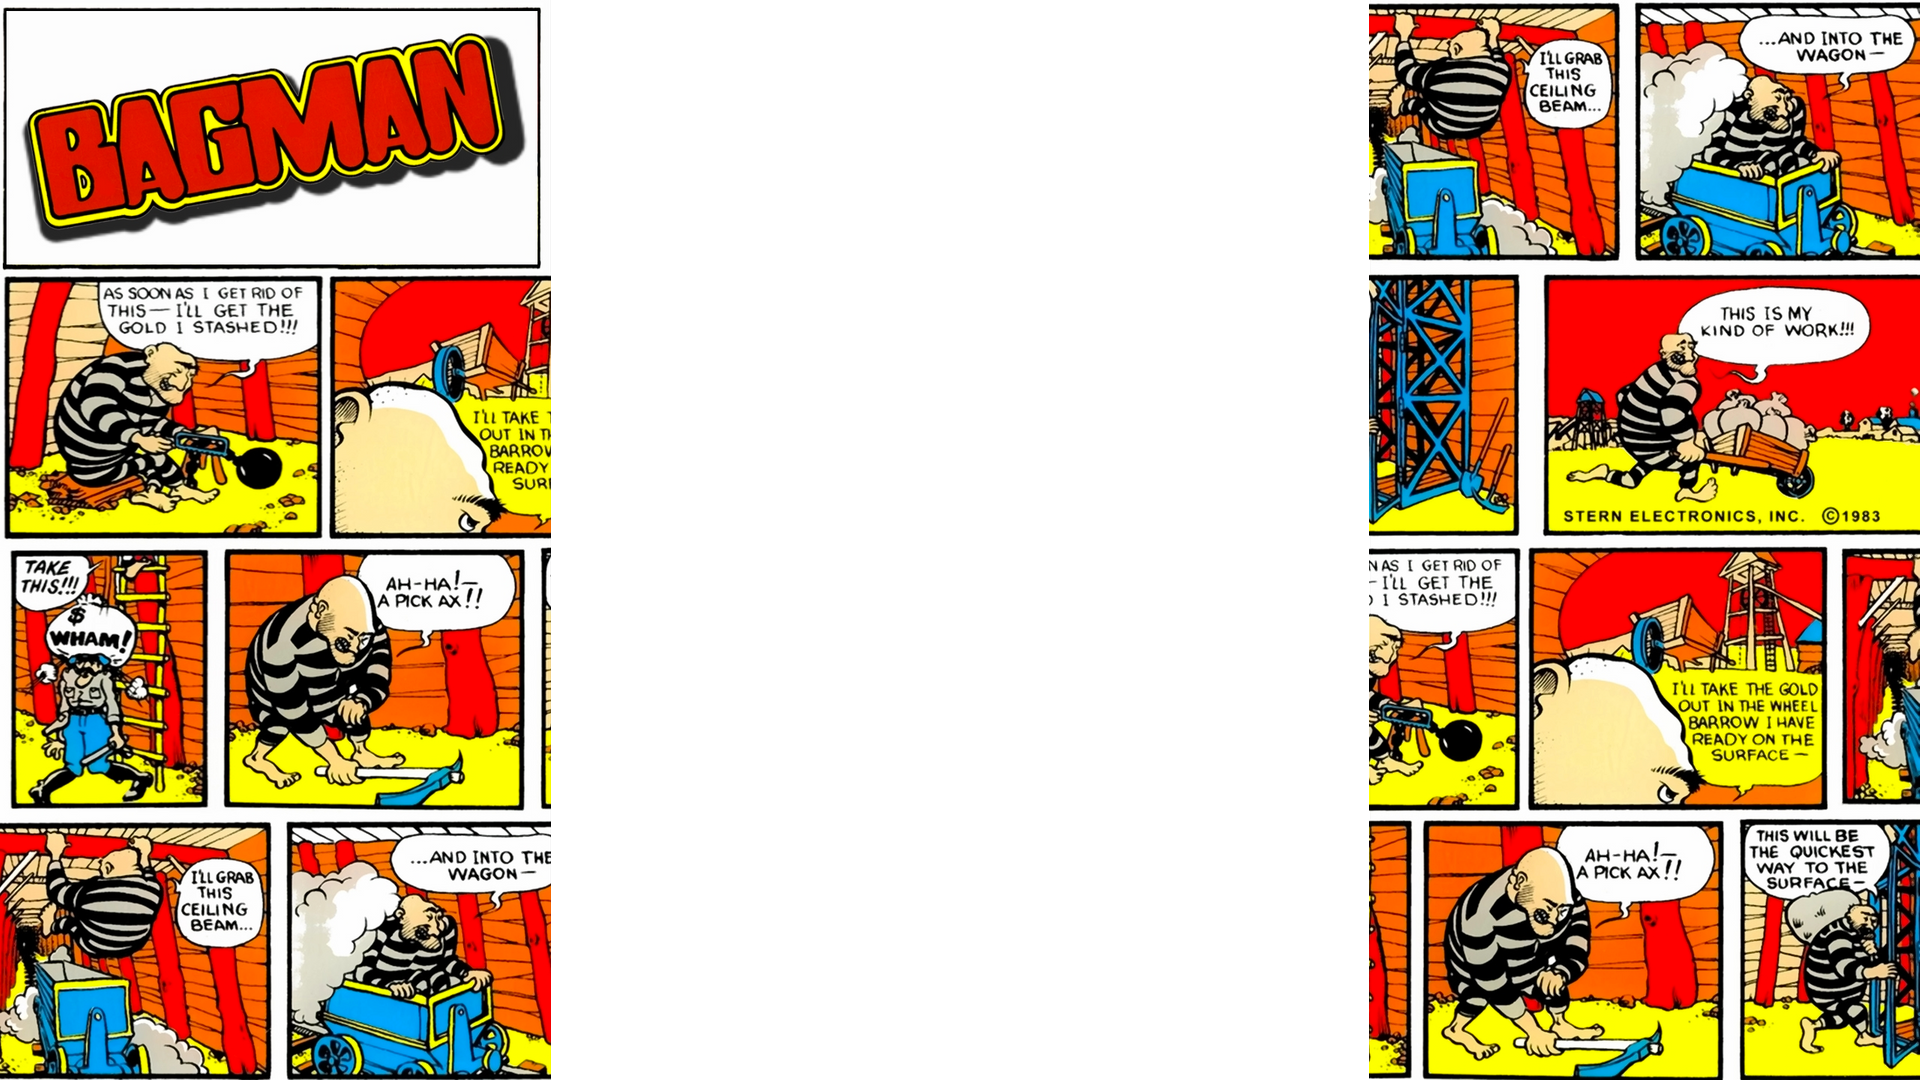 BAGMAN
AS SOON AS I GET RID OF
THIS— I'LL GET THE
GOLD I STASHED!!!
I'LL TAKE
OUT IN
BARROW
READY
TAKE
THIS!!!
$
WHAM!
AH-HA!—
A PICK AX!!
I'LL GRAB
THIS
CEILING
BEAM...
...AND INTO THE
WAGON—
I'LL GRAB
THIS
CEILING
BEAM...
...AND INTO THE
WAGON—
THIS IS MY
KIND OF WORK!!!
STERN ELECTRONICS, INC. ©1983
AS I GET RID OF
— I'LL GET THE
I STASHED!!!
I'LL TAKE THE GOLD
OUT IN THE WHEEL
BARROW I HAVE
READY ON THE
SURFACE—
AH-HA!—
A PICK AX!!
THIS WILL BE
THE QUICKEST
WAY TO THE
SURFACE—